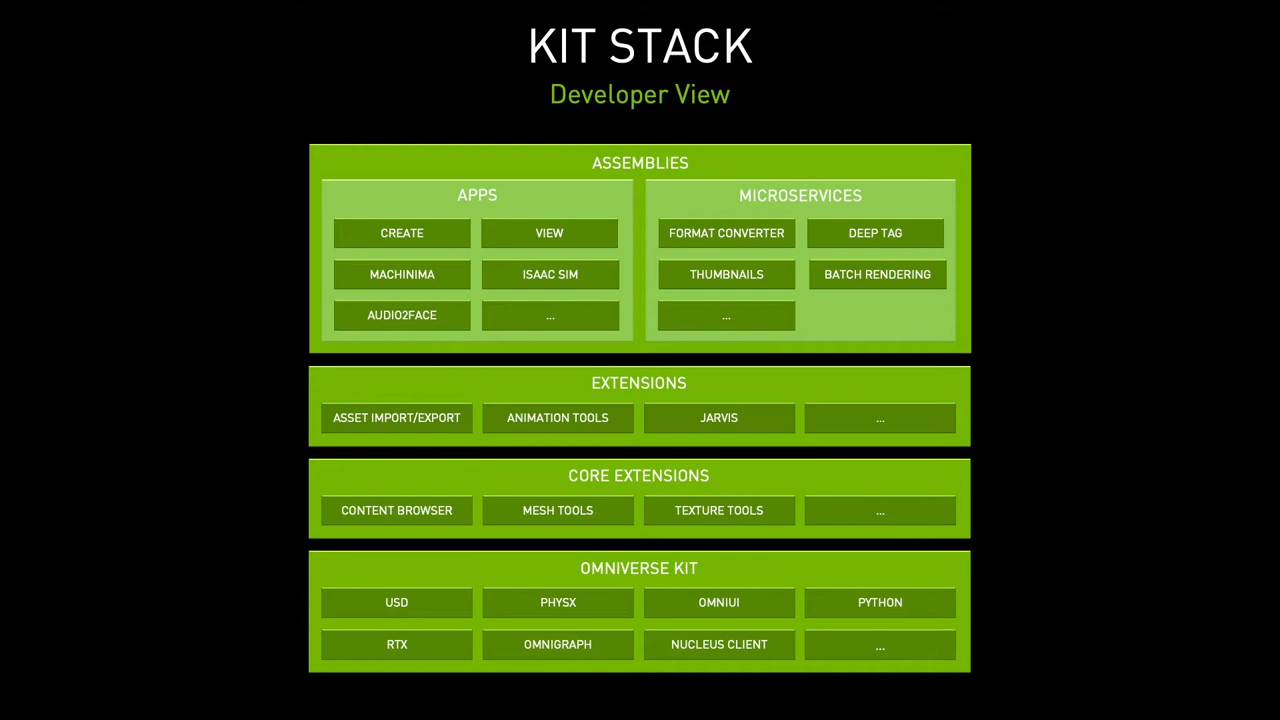 KIT STACK
Developer View
ASSEMBLIES
APPS
CREATE
VIEW
MACHINIMA
ISAAC SIM
AUDIO2FACE
...
MICROSERVICES
FORMAT CONVERTER
DEEP TAG
THUMBNAILS
BATCH RENDERING
...
EXTENSIONS
ASSET IMPORT/EXPORT
ANIMATION TOOLS
JARVIS
...
CORE EXTENSIONS
CONTENT BROWSER
MESH TOOLS
TEXTURE TOOLS
...
OMNIVERSE KIT
USD
PHYSX
OMNIUI
PYTHON
RTX
OMNIGRAPH
NUCLEUS CLIENT
...